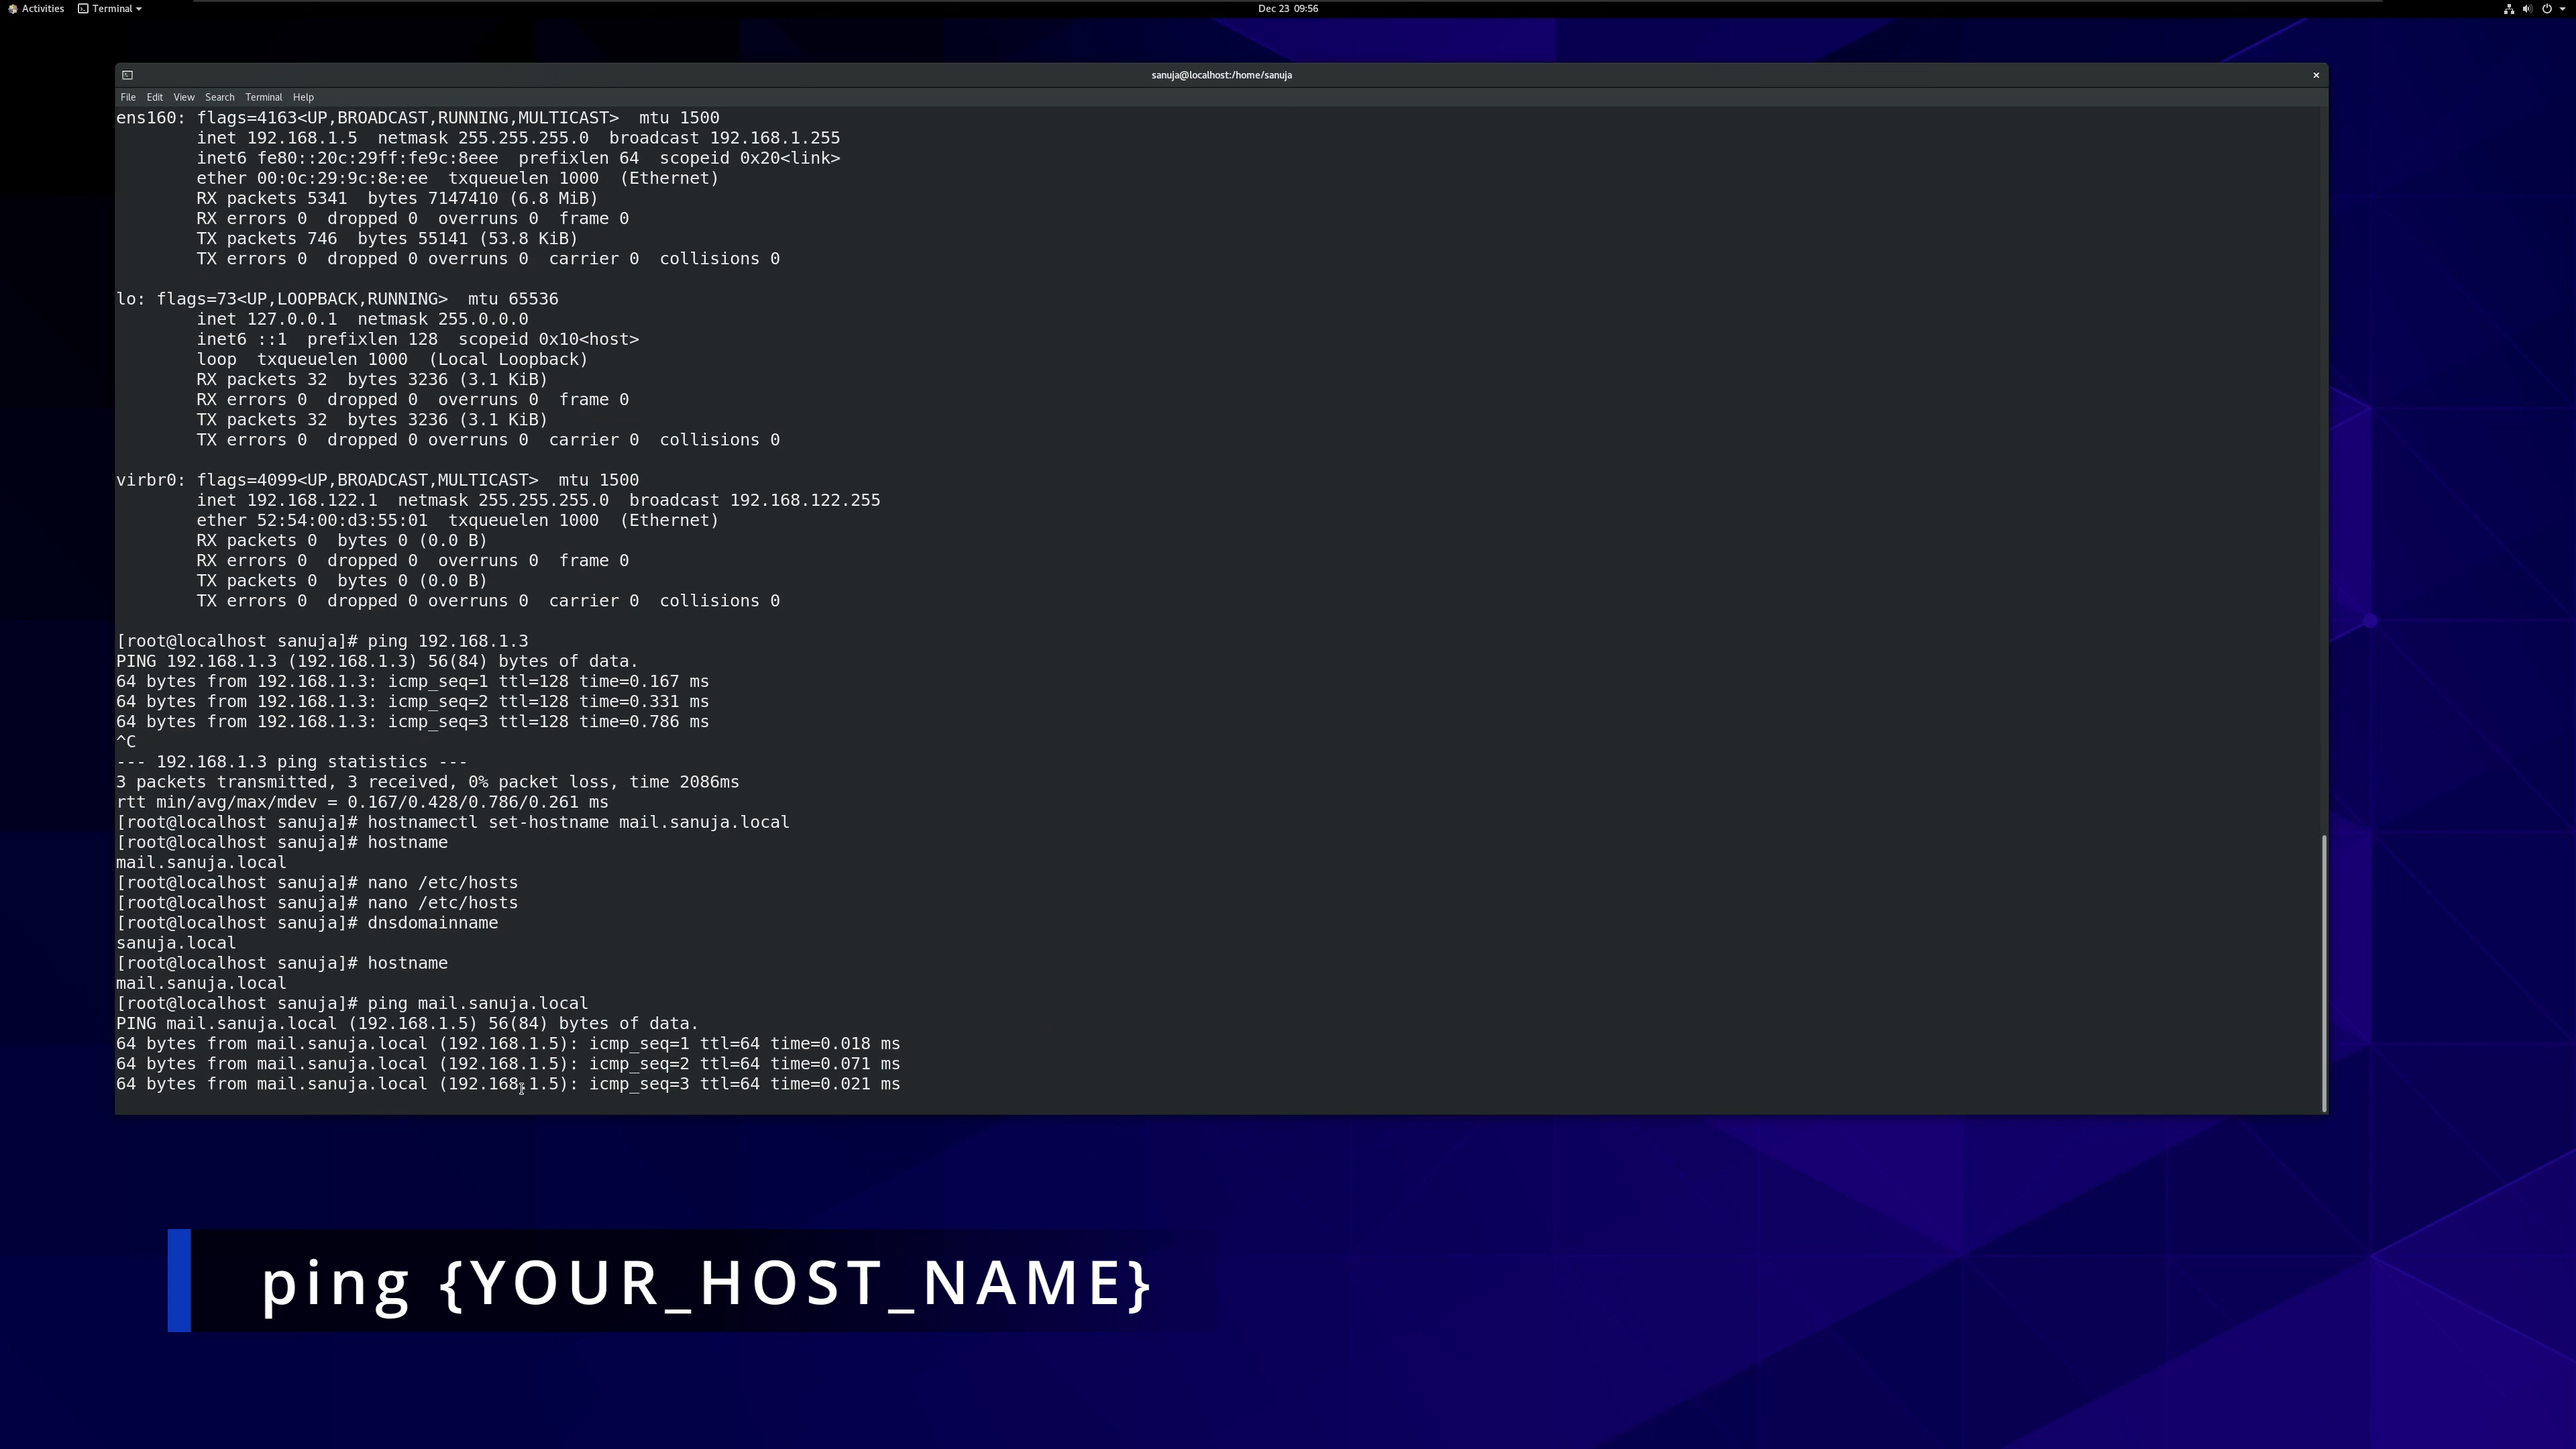 Activities Terminal Dec 23 09:56
sanuja@localhost:/home/sanuja
File Edit View Search Terminal Help
ens160: flags=4163<UP,BROADCAST,RUNNING,MULTICAST>  mtu 1500
        inet 192.168.1.5  netmask 255.255.255.0  broadcast 192.168.1.255
        inet6 fe80::20c:29ff:fe9c:8eee  prefixlen 64  scopeid 0x20<link>
        ether 00:0c:29:9c:8e:ee  txqueuelen 1000  (Ethernet)
        RX packets 5341  bytes 7147410 (6.8 MiB)
        RX errors 0  dropped 0  overruns 0  frame 0
        TX packets 746  bytes 55141 (53.8 KiB)
        TX errors 0  dropped 0 overruns 0  carrier 0  collisions 0
lo: flags=73<UP,LOOPBACK,RUNNING>  mtu 65536
        inet 127.0.0.1  netmask 255.0.0.0
        inet6 ::1  prefixlen 128  scopeid 0x10<host>
        loop  txqueuelen 1000  (Local Loopback)
        RX packets 32  bytes 3236 (3.1 KiB)
        RX errors 0  dropped 0  overruns 0  frame 0
        TX packets 32  bytes 3236 (3.1 KiB)
        TX errors 0  dropped 0 overruns 0  carrier 0  collisions 0
virbr0: flags=4099<UP,BROADCAST,MULTICAST>  mtu 1500
        inet 192.168.122.1  netmask 255.255.255.0  broadcast 192.168.122.255
        ether 52:54:00:d3:55:01  txqueuelen 1000  (Ethernet)
        RX packets 0  bytes 0 (0.0 B)
        RX errors 0  dropped 0  overruns 0  frame 0
        TX packets 0  bytes 0 (0.0 B)
        TX errors 0  dropped 0 overruns 0  carrier 0  collisions 0
[root@localhost sanuja]# ping 192.168.1.3
PING 192.168.1.3 (192.168.1.3) 56(84) bytes of data.
64 bytes from 192.168.1.3: icmp_seq=1 ttl=128 time=0.167 ms
64 bytes from 192.168.1.3: icmp_seq=2 ttl=128 time=0.331 ms
64 bytes from 192.168.1.3: icmp_seq=3 ttl=128 time=0.786 ms
^C
--- 192.168.1.3 ping statistics ---
3 packets transmitted, 3 received, 0% packet loss, time 2086ms
rtt min/avg/max/mdev = 0.167/0.428/0.786/0.261 ms
[root@localhost sanuja]# hostnamectl set-hostname mail.sanuja.local
[root@localhost sanuja]# hostname
mail.sanuja.local
[root@localhost sanuja]# nano /etc/hosts
[root@localhost sanuja]# nano /etc/hosts
[root@localhost sanuja]# dnsdomainname
sanuja.local
[root@localhost sanuja]# hostname
mail.sanuja.local
[root@localhost sanuja]# ping mail.sanuja.local
PING mail.sanuja.local (192.168.1.5) 56(84) bytes of data.
64 bytes from mail.sanuja.local (192.168.1.5): icmp_seq=1 ttl=64 time=0.018 ms
64 bytes from mail.sanuja.local (192.168.1.5): icmp_seq=2 ttl=64 time=0.071 ms
64 bytes from mail.sanuja.local (192.168.1.5): icmp_seq=3 ttl=64 time=0.021 ms
ping {YOUR_HOST_NAME}